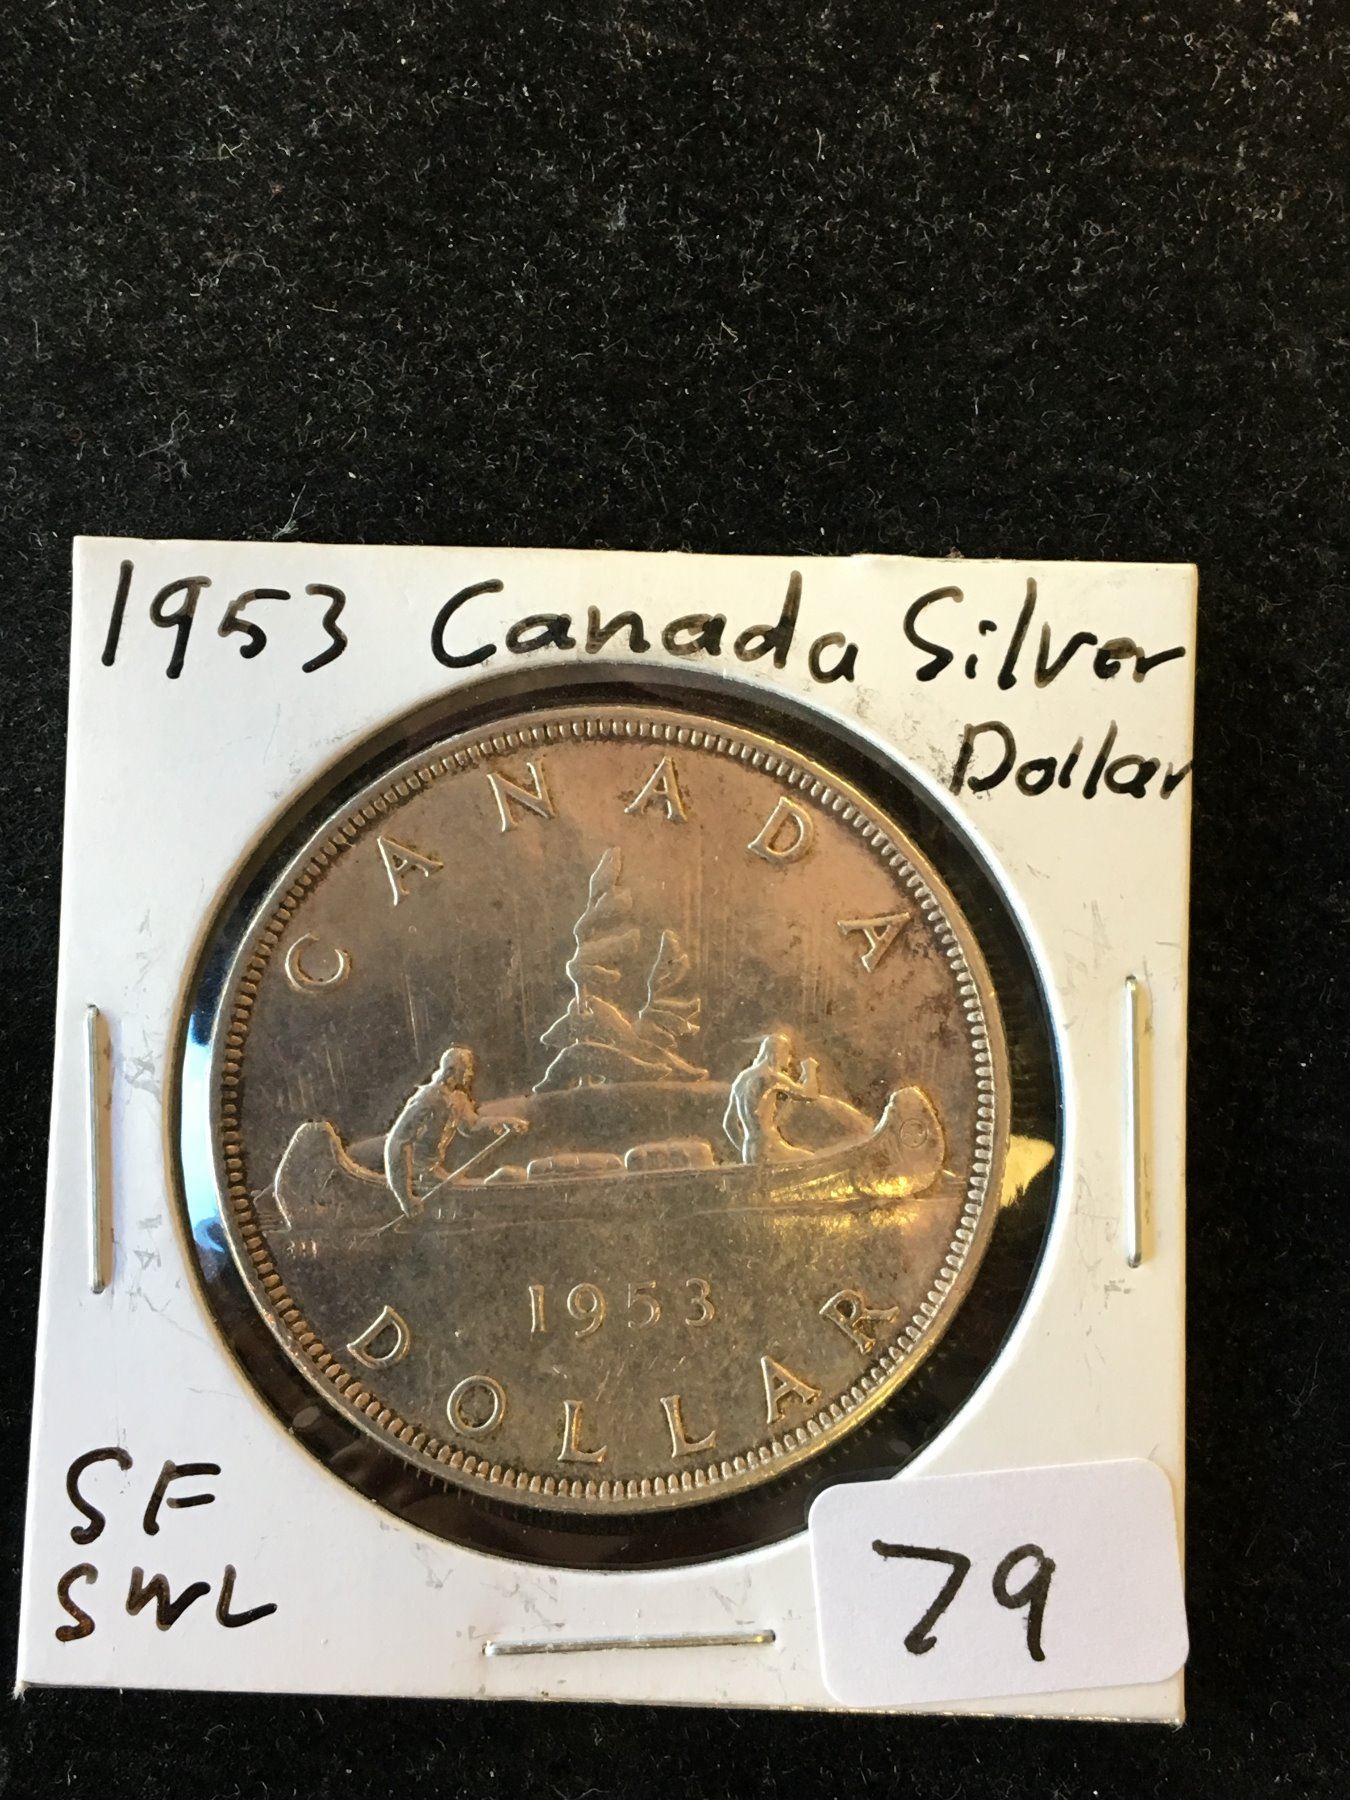 1953 Canada Silver
Dollar
CANADA
1953
DOLLAR
SF
SWL
79